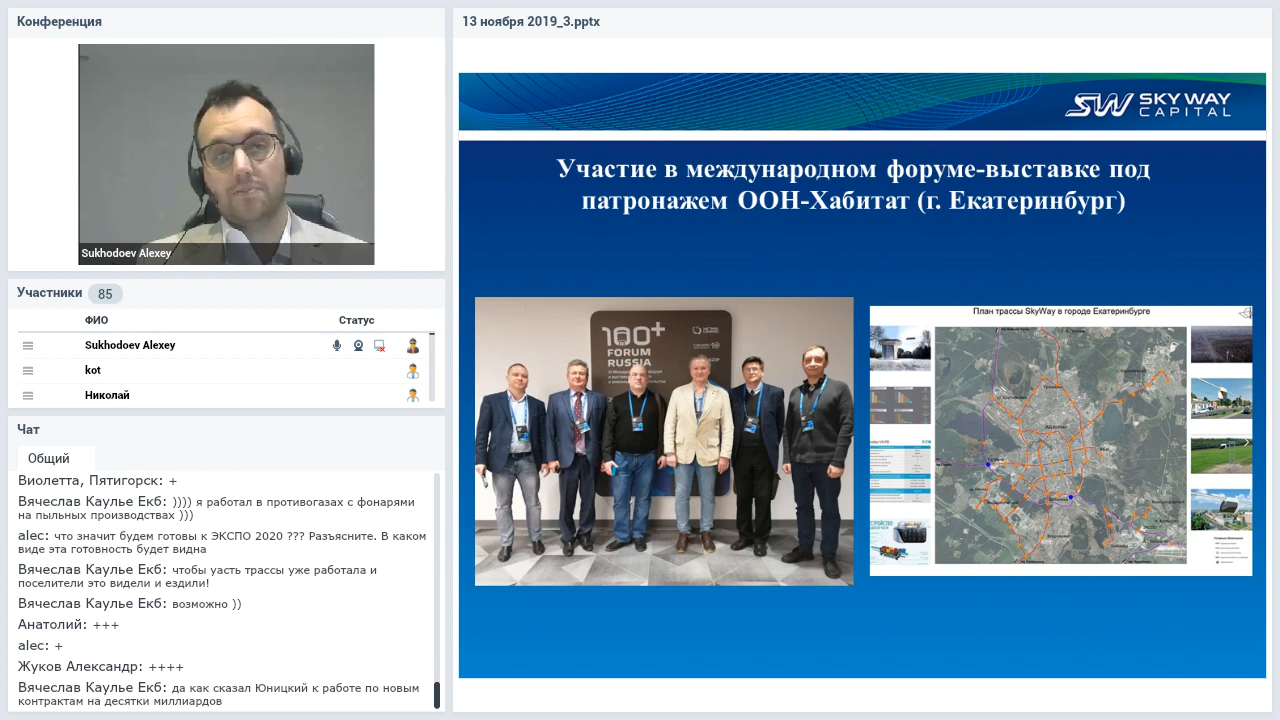 Конференция
Sukhodoev Alexey
Участники 85
ФИО Статус
Sukhodoev Alexey
kot
Николай
Чат
Общий
Виолетта, Пятигорск: +
Вячеслав Каулье Екб: )))) я работал в противогазах с фонарями
на пыльных производствах )))
alec: что значит будем готовы к ЭКСПО 2020 ??? Разъясните. В каком
виде эта готовность будет видна
Вячеслав Каулье Екб: чтобы уасть трассы уже работала и
поселители это видели и ездили!
Вячеслав Каулье Екб: возможно ))
Анатолий: +++
alec: +
Жуков Александр: ++++
Вячеслав Каулье Екб: да как сказал Юницкий к работе по новым
контрактам на десятки миллиардов
13 ноября 2019_3.pptx
SW SKY WAY
CAPITAL
Участие в международном форуме-выставке под
патронажем ООН-Хабитат (г. Екатеринбург)
100+
FORUM
RUSSIA
План трассы SkyWay в городе Екатеринбурге